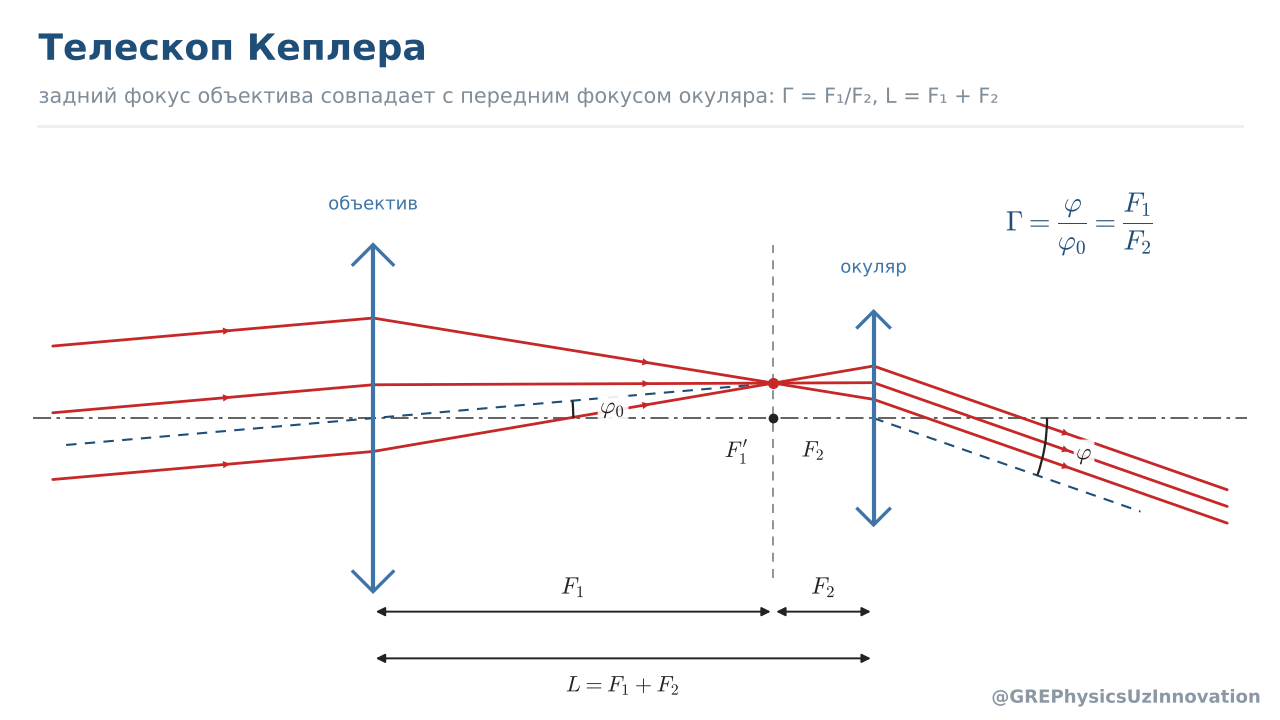 Телескоп Кеплера
задний фокус объектива совпадает с передним фокусом окуляра: Γ = F₁/F₂, L = F₁ + F₂
объектив
Γ = φ/φ₀ = F₁/F₂
окуляр
φ₀
F₁′ F₂
φ
F₁ F₂
L = F₁ + F₂
@GREPhysicsUzInnovation